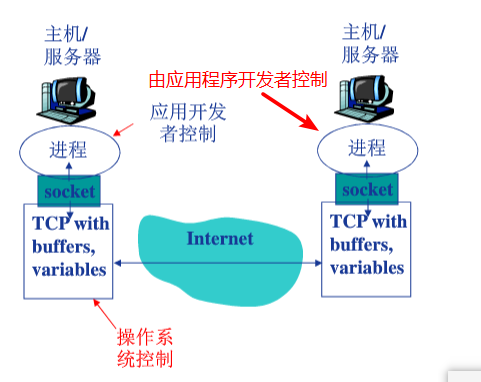 主机/
服务器
主机/
服务器
由应用程序开发者控制
应用开发
者控制
进程
进程
socket
socket
TCP with
buffers,
variables
Internet
TCP with
buffers,
variables
操作系
统控制